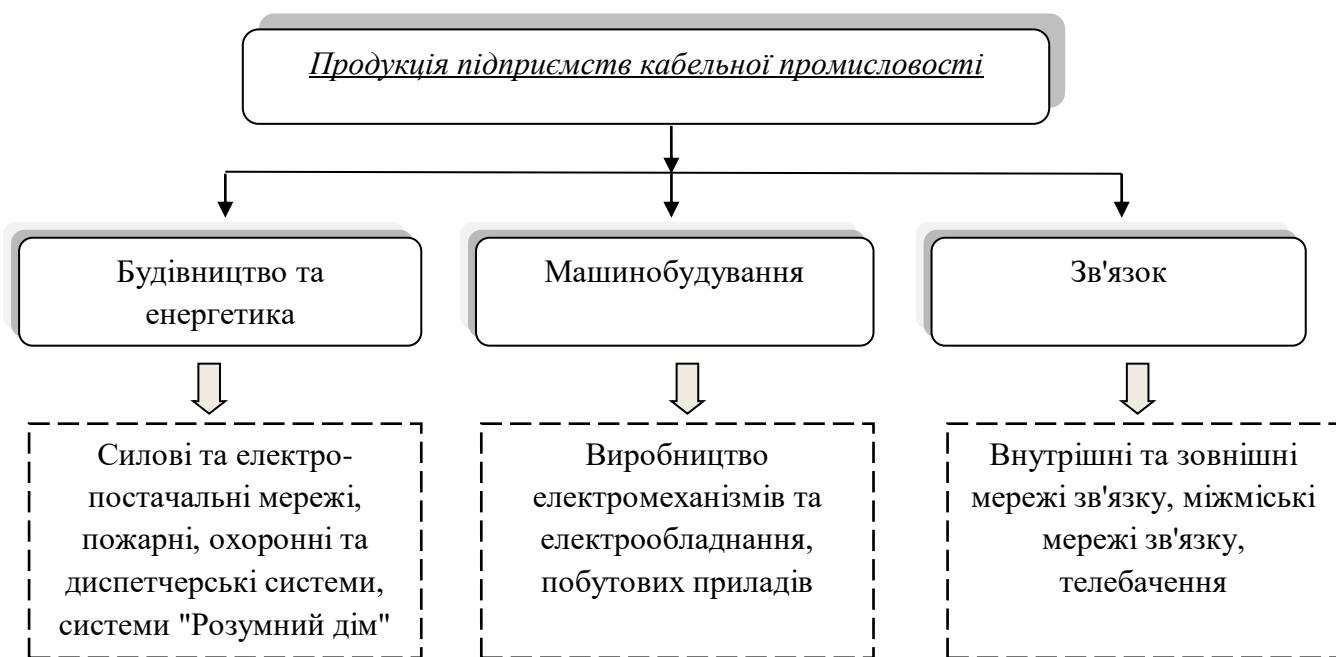 Продукція підприємств кабельної промисловості
Будівництво та
енергетика
Машинобудування
Зв'язок
Силові та електро-
постачальні мережі,
пожарні, охоронні та
диспетчерські системи,
системи "Розумний дім"
Виробництво
електромеханізмів та
електрообладнання,
побутових приладів
Внутрішні та зовнішні
мережі зв'язку, міжміські
мережі зв'язку,
телебачення